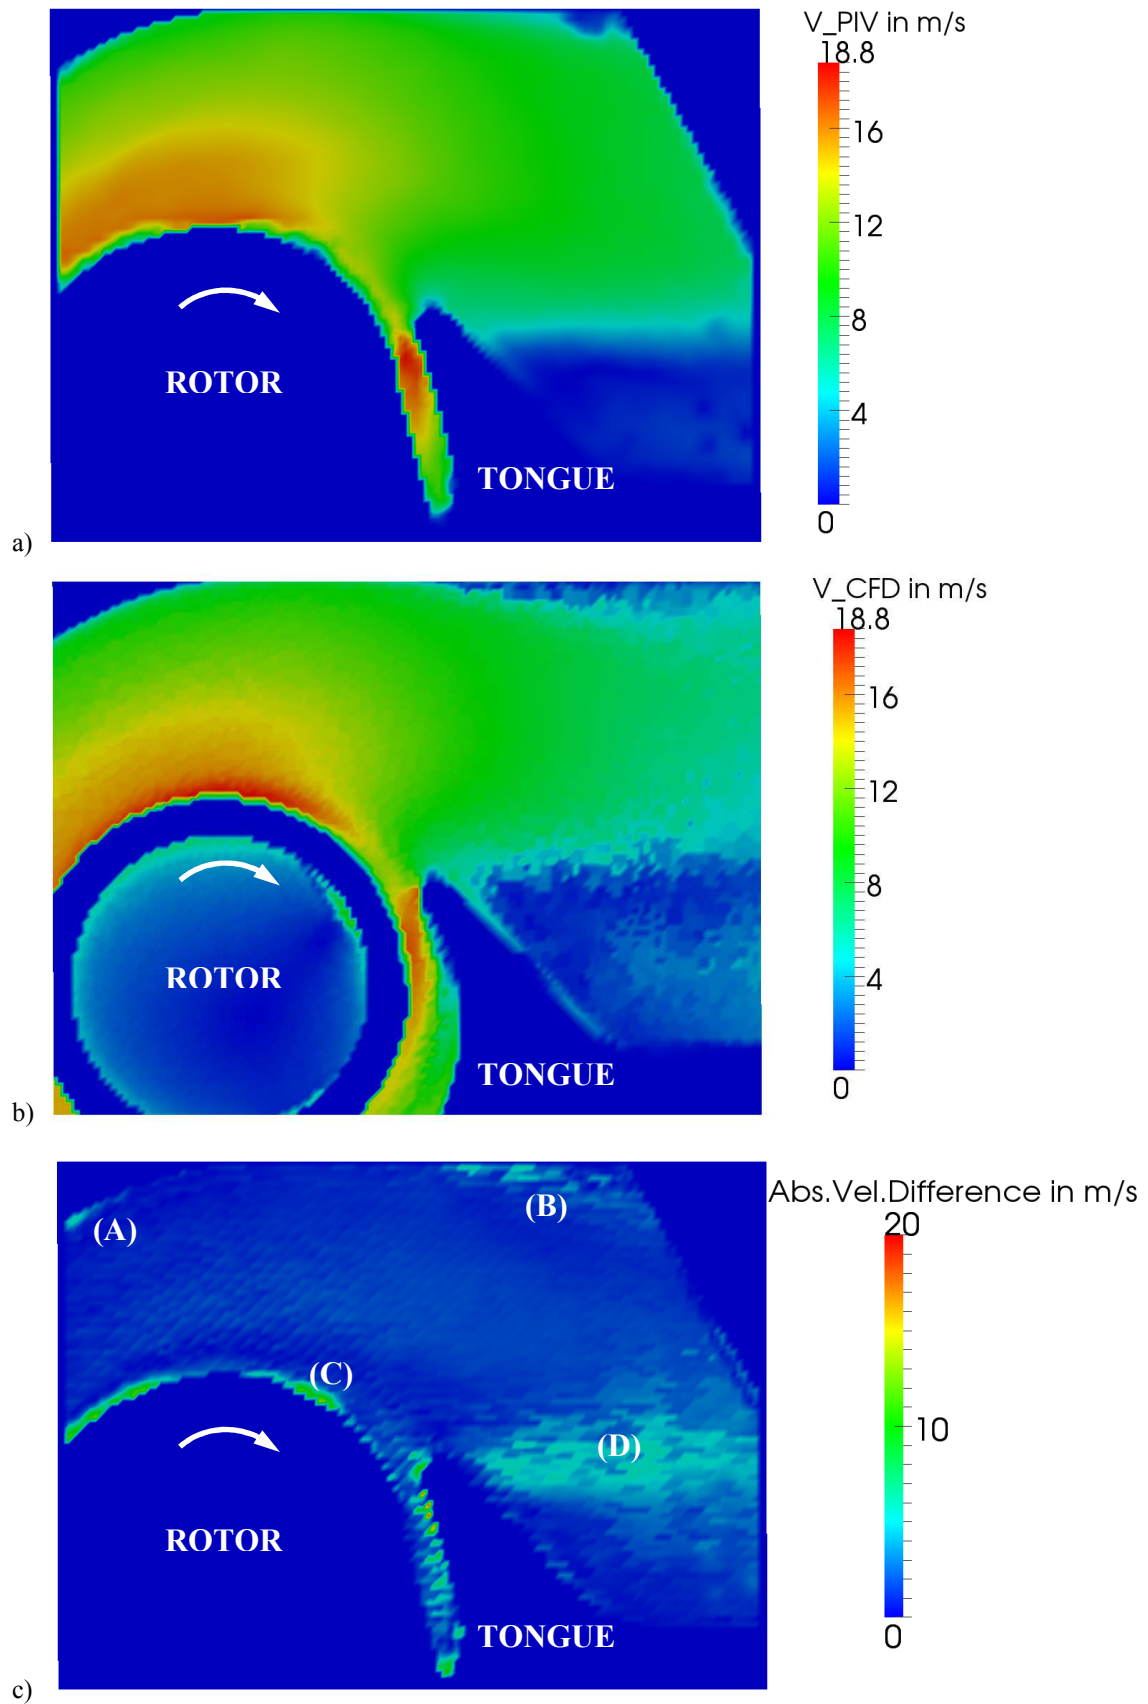 V_PIV in m/s
18.8
16
12
8
4
0
ROTOR
TONGUE
a)
V_CFD in m/s
18.8
16
12
8
4
0
ROTOR
TONGUE
b)
Abs.Vel.Difference in m/s
20
10
0
(A)
(B)
(C)
(D)
ROTOR
TONGUE
c)